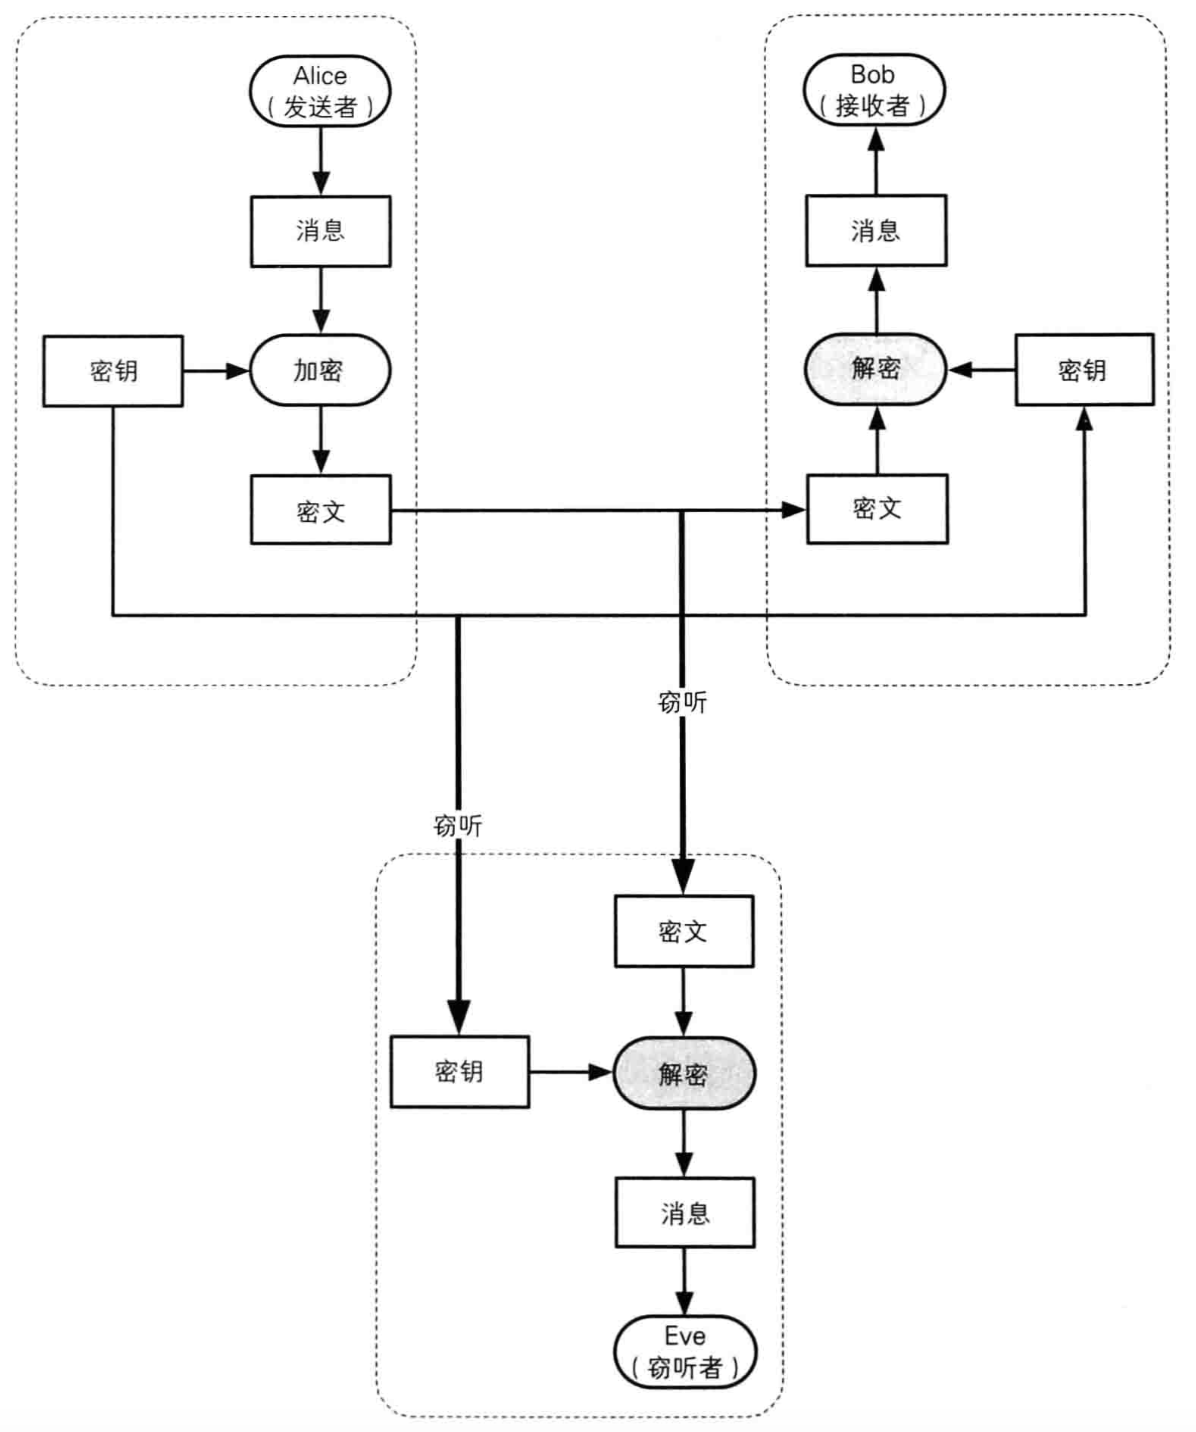 Alice
（发送者）
消息
密钥
加密
密文
Bob
（接收者）
消息
解密
密钥
密文
窃听
窃听
密文
密钥
解密
消息
Eve
（窃听者）